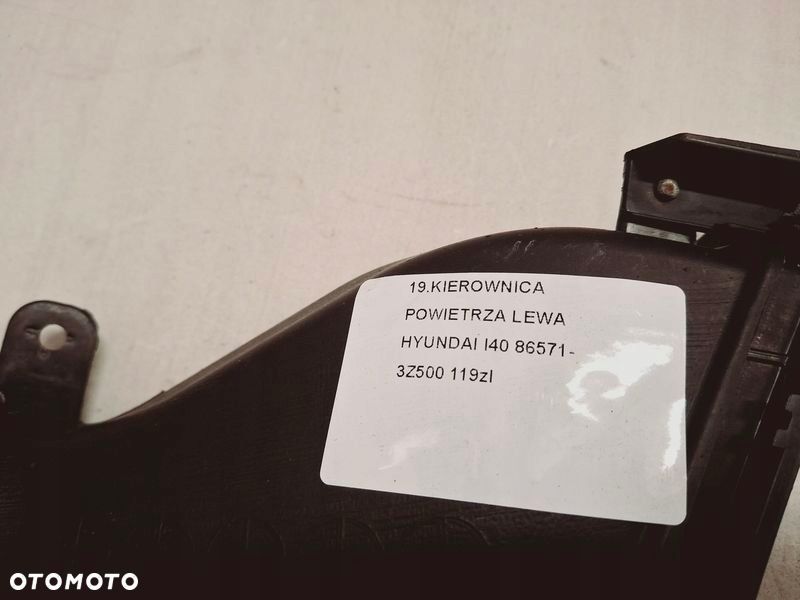 19.KIEROWNICA
POWIETRZA LEWA
HYUNDAI I40 86571-
3Z500 119zl
OTOMOTO